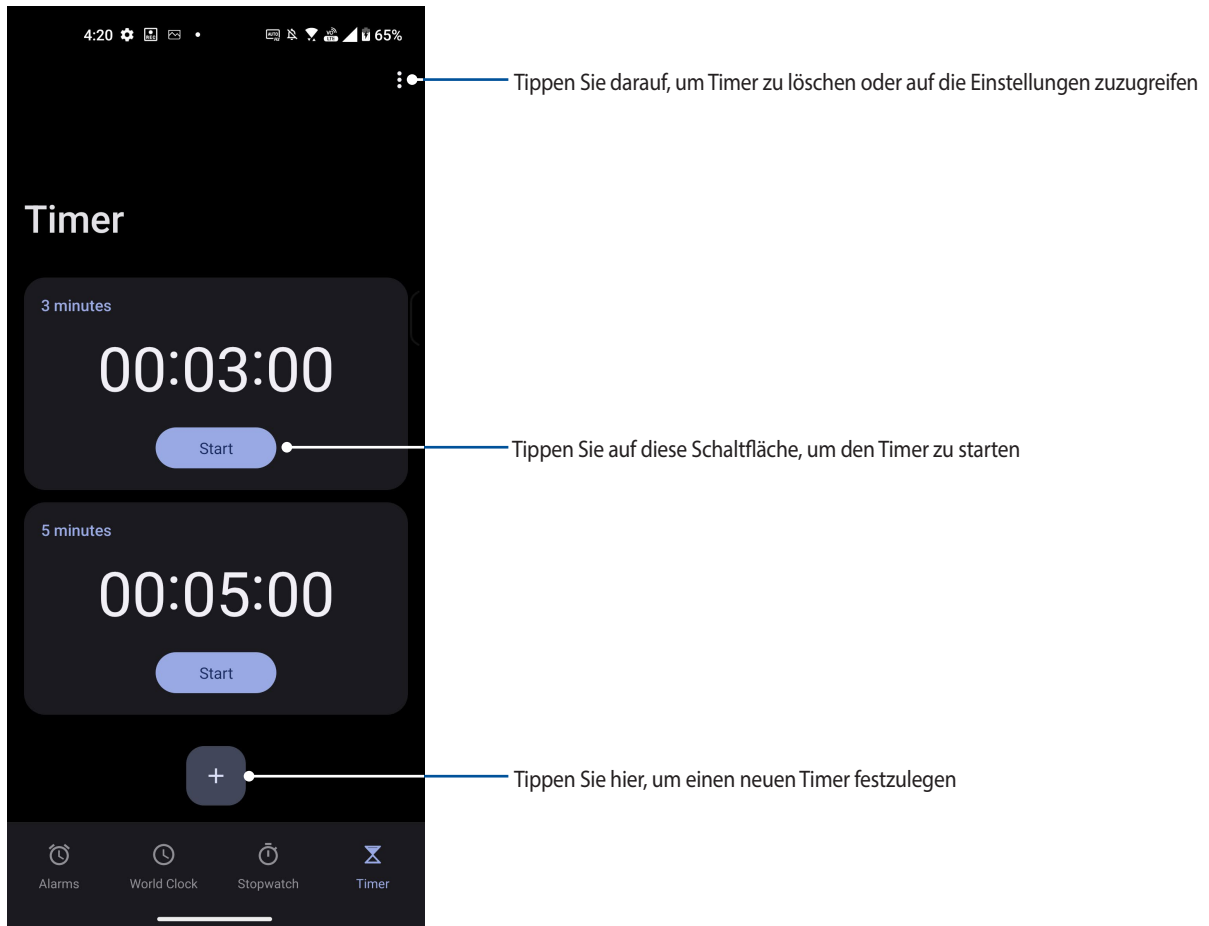 4:20 65%
Tippen Sie darauf, um Timer zu löschen oder auf die Einstellungen zuzugreifen
Timer
3 minutes
00:03:00
Start
Tippen Sie auf diese Schaltfläche, um den Timer zu starten
5 minutes
00:05:00
Start
+
Tippen Sie hier, um einen neuen Timer festzulegen
Alarms World Clock Stopwatch Timer